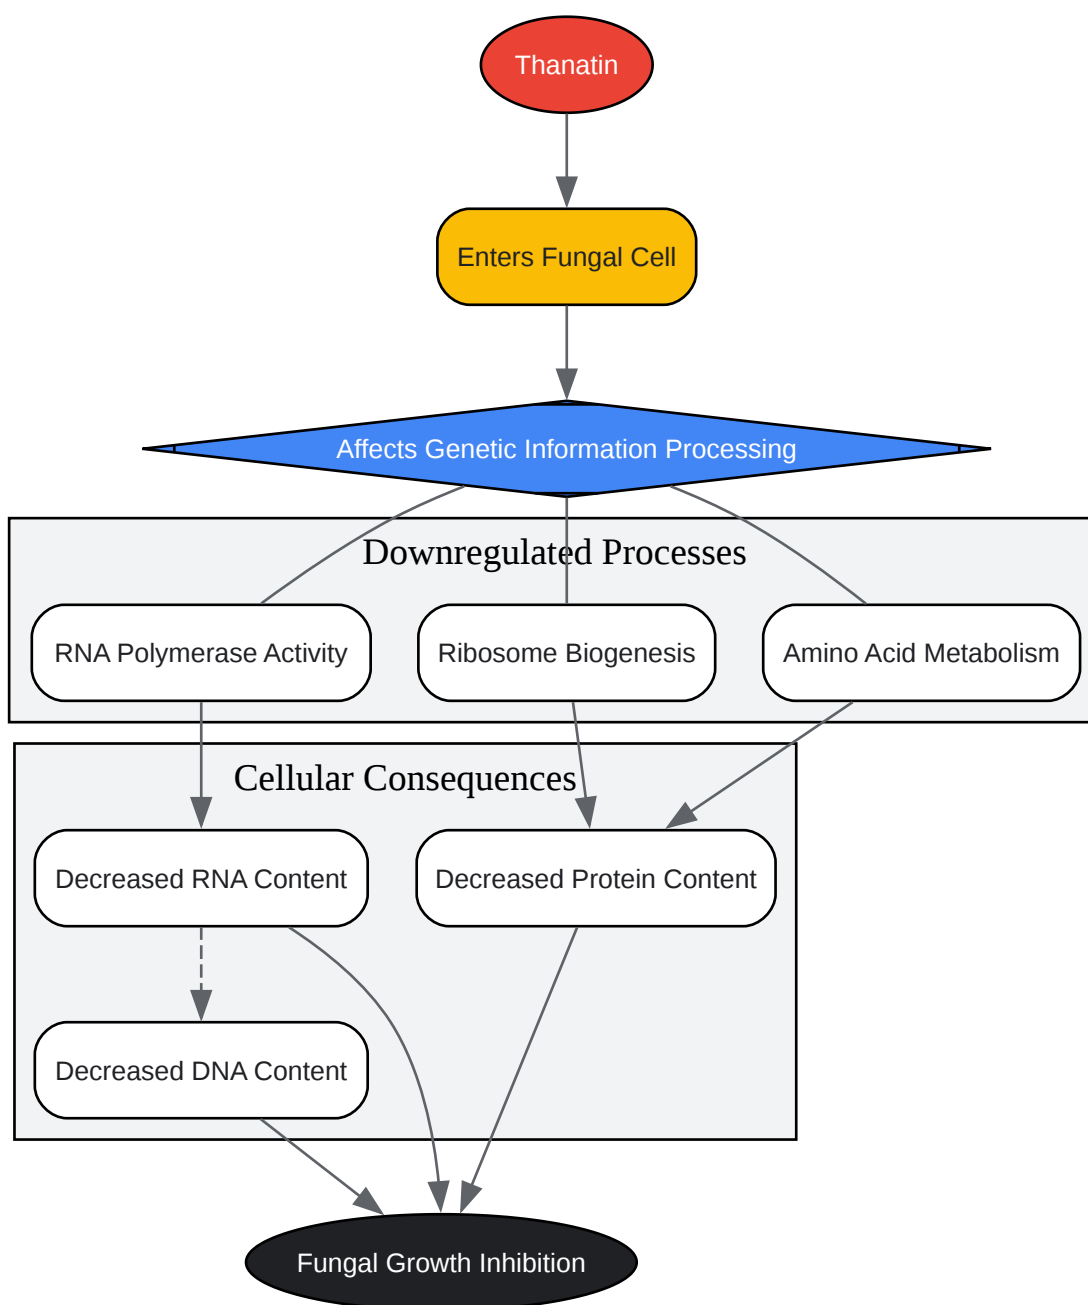 Thanatin
Enters Fungal Cell
Affects Genetic Information Processing
Downregulated Processes
RNA Polymerase Activity
Ribosome Biogenesis
Amino Acid Metabolism
Cellular Consequences
Decreased RNA Content
Decreased Protein Content
Decreased DNA Content
Fungal Growth Inhibition